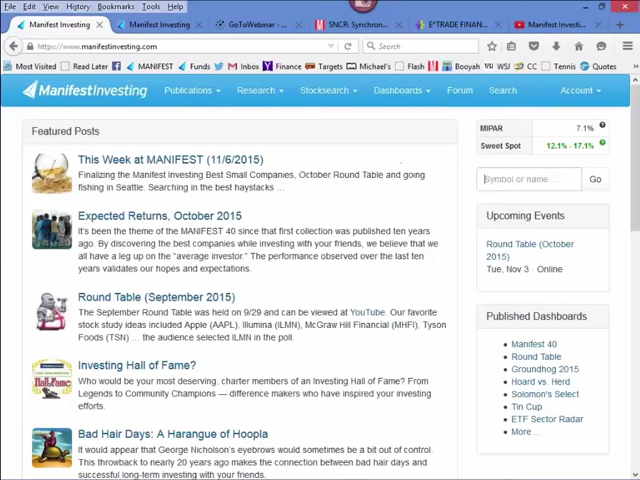 File Edit View History Bookmarks Tools Help
Manifest Investing
Manifest Investing
GoToWebinar - ...
SNCR: Synchron...
E*TRADE FINAN...
Manifest Investi...
https://www.manifestinvesting.com
Search
Most Visited
Read Later
Michael's
MANIFEST
Funds
Inbox
Finance
Targets
Michael's
Flash
Booyah
WSI
CC
Tennis
Quotes
ManifestInvesting
Publications
Research
Stocksearch
Dashboards
Forum
Search
Account
Featured Posts
This Week at MANIFEST (11/6/2015)
Finalizing the Manifest Investing Best Small Companies, October Round Table and going
fishing in Seattle. Searching in the best haystacks ...
Expected Returns, October 2015
It's been the theme of the MANIFEST 40 since that first collection was published ten years
ago. By discovering the best companies while investing with your friends, we believe that we
all have a leg up on the "average investor." The performance observed over the last ten
years validates our hopes and expectations.
Round Table (September 2015)
The September Round Table was held on 9/29 and can be viewed at YouTube. Our favorite
stock study ideas included Apple (AAPL), Illumina (ILMN), McGraw Hill Financial (MHFI), Tyson
Foods (TSN) ... the audience selected ILMN in the poll.
Investing Hall of Fame?
Who would be your most deserving, charter members of an Investing Hall of Fame? From
Legends to Community Champions — difference makers who have inspired your investing
efforts.
Bad Hair Days: A Harangue of Hoopla
It would appear that George Nicholson's eyebrows would sometimes be a bit out of control.
This throwback to nearly 20 years ago makes the connection between bad hair days and
successful long-term investing with your friends.
MIPAR 7.1%
Sweet Spot 12.1% - 17.1%
Symbol or name ...
Go
Upcoming Events
Round Table (October
2015)
Tue, Nov 3 · Online
Published Dashboards
Manifest 40
Round Table
Groundhog 2015
Hoard vs. Herd
Solomon's Select
Tin Cup
ETF Sector Radar
More ...